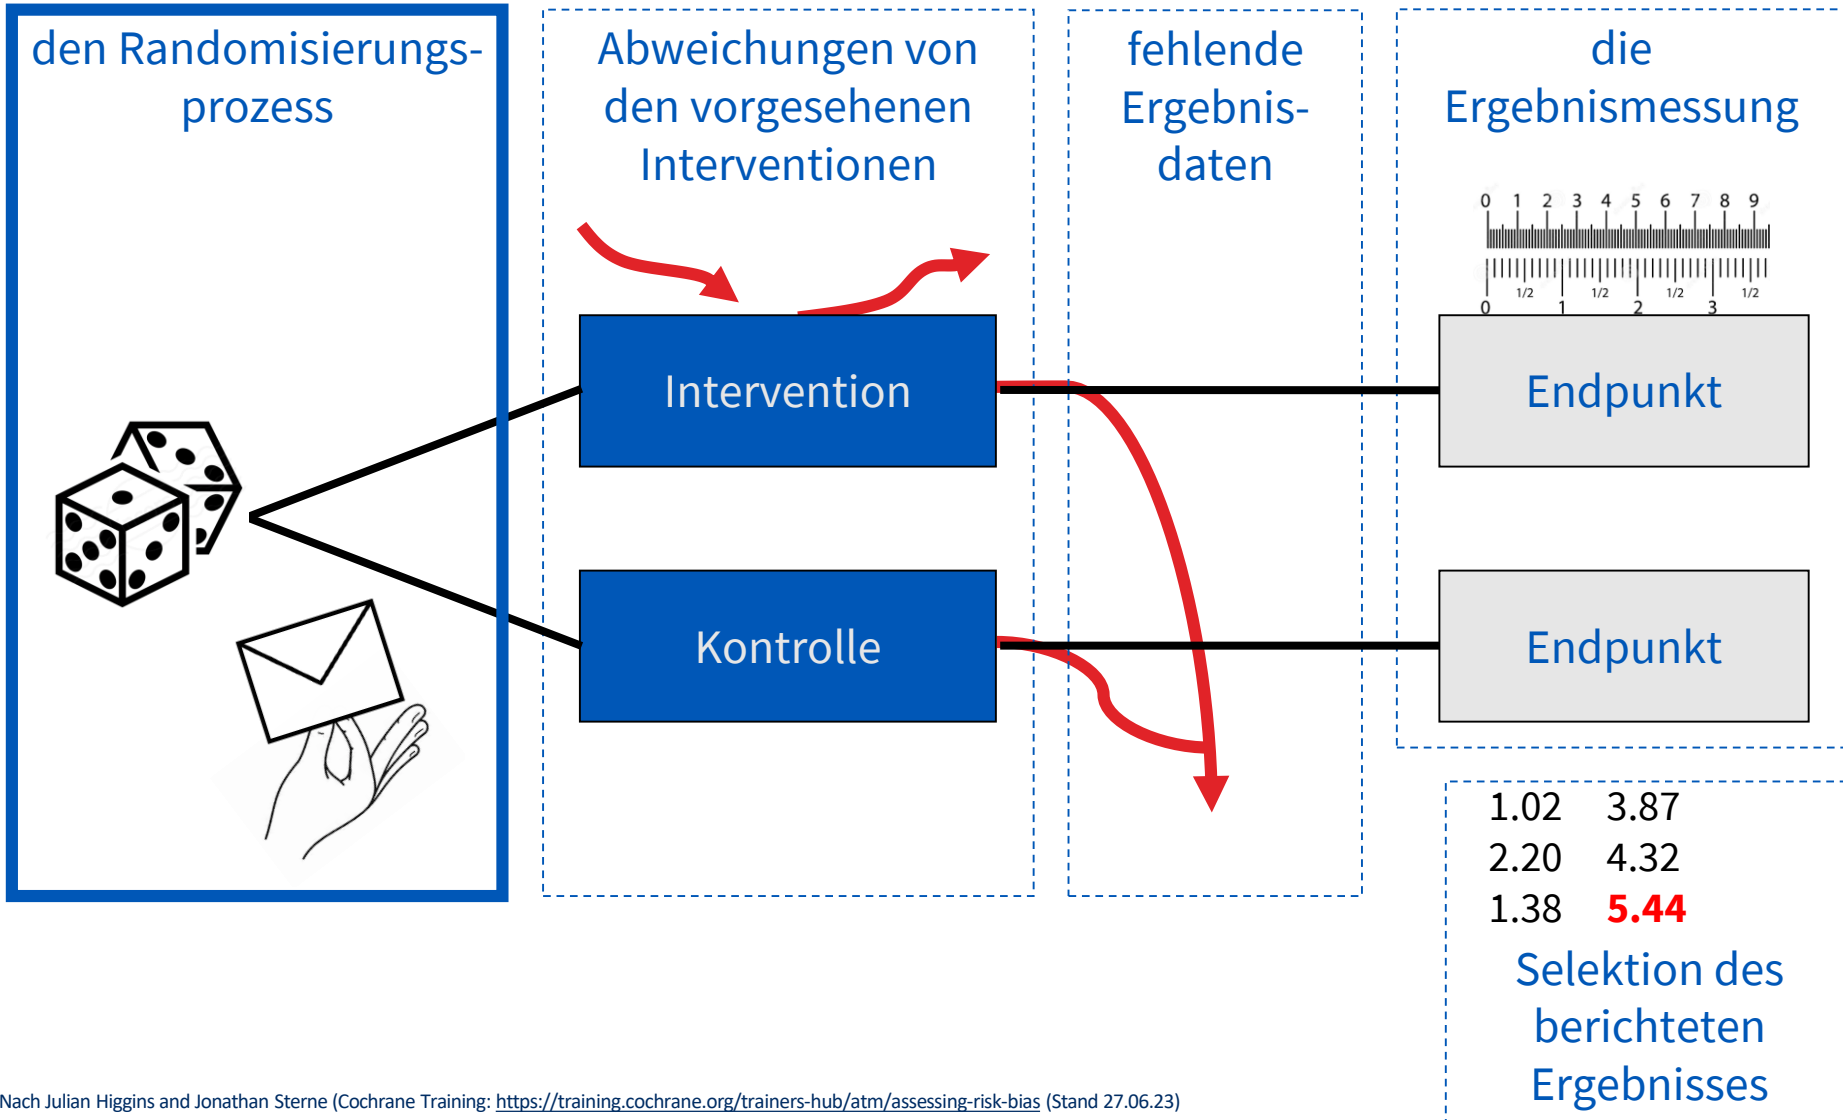 den Randomisierungs-
prozess
Abweichungen von
den vorgesehenen
Interventionen
fehlende
Ergebnis-
daten
die
Ergebnismessung
0 1 2 3 4 5 6 7 8 9
1/2 1/2 1/2 1/2
0 1 2 3
Intervention
Endpunkt
Kontrolle
Endpunkt
1.02 3.87
2.20 4.32
1.38 5.44
Selektion des
berichteten
Ergebnisses
Nach Julian Higgins and Jonathan Sterne (Cochrane Training: https://training.cochrane.org/trainers-hub/atm/assessing-risk-bias (Stand 27.06.23)